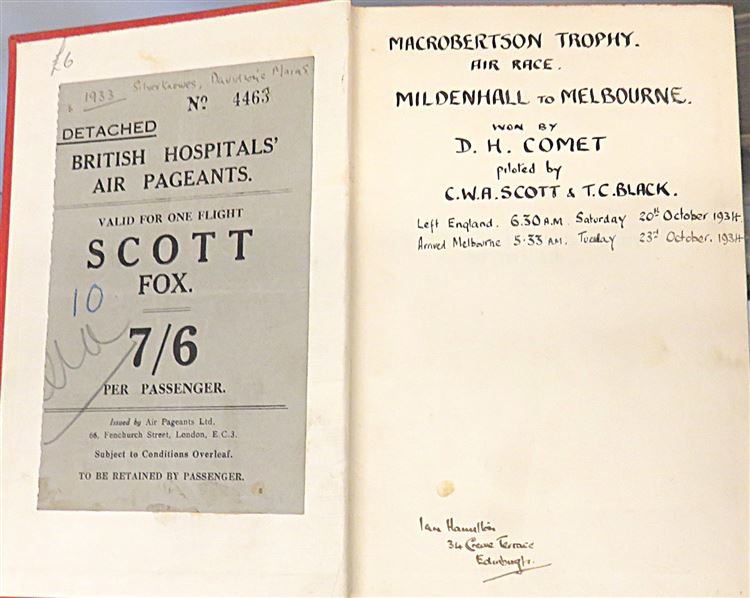 £6
1933 Silverknowes, Davidson's Mains
No. 4463
DETACHED
BRITISH HOSPITALS'
AIR PAGEANTS.
VALID FOR ONE FLIGHT
SCOTT
FOX.
10
7/6
PER PASSENGER.
Issued by Air Pageants Ltd,
66, Fenchurch Street, London, E.C.3.
Subject to Conditions Overleaf.
TO BE RETAINED BY PASSENGER.
MACROBERTSON TROPHY.
AIR RACE.
MILDENHALL TO MELBOURNE.
WON BY
D. H. COMET
piloted by
C.W.A. SCOTT & T.C. BLACK.
Left England. 6.30 A.M. Saturday 20th October 1934
Arrived Melbourne 5.33 AM. Tuesday 23rd October. 1934
Ian Hamilton
34 Crewe Terrace
Edinburgh.